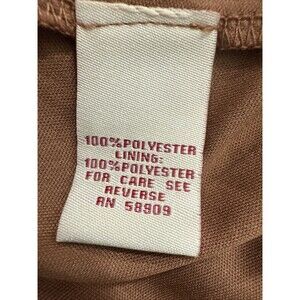 100%POLYESTER
LINING:
100%POLYESTER
FOR CARE SEE
REVERSE
RN 58909